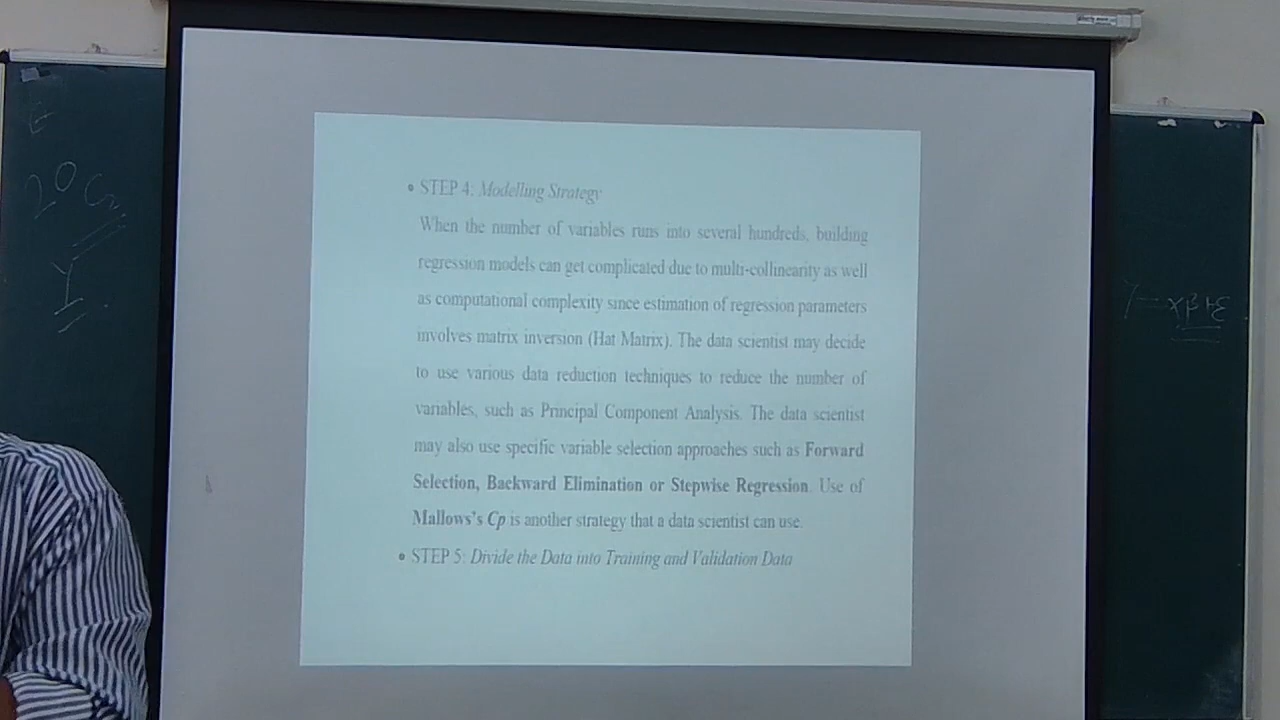 • STEP 4: Modelling Strategy
When the number of variables runs into several hundreds, building
regression models can get complicated due to multi-collinearity as well
as computational complexity since estimation of regression parameters
involves matrix inversion (Hat Matrix). The data scientist may decide
to use various data reduction techniques to reduce the number of
variables, such as Principal Component Analysis. The data scientist
may also use specific variable selection approaches such as Forward
Selection, Backward Elimination or Stepwise Regression. Use of
Mallows's Cp is another strategy that a data scientist can use.
• STEP 5: Divide the Data into Training and Validation Data
Y = Xβ+ε